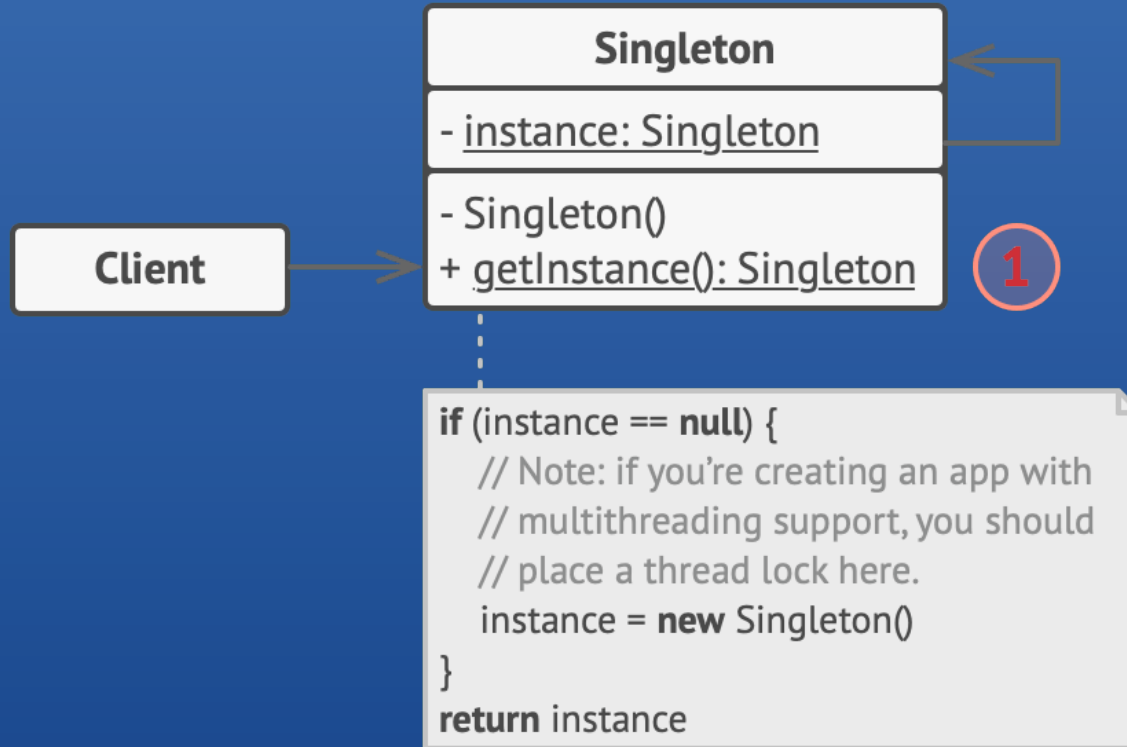 Singleton
- instance: Singleton
- Singleton()
Client
+ getInstance(): Singleton
1
if (instance == null) {
// Note: if you’re creating an app with
// multithreading support, you should
// place a thread lock here.
instance = new Singleton()
}
return instance